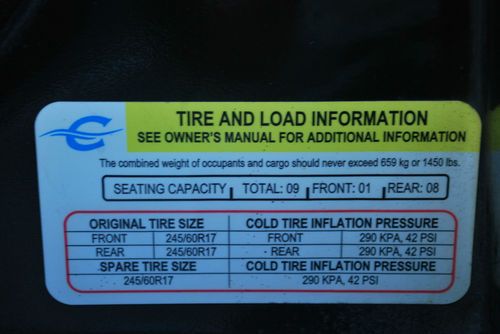 TIRE AND LOAD INFORMATION
SEE OWNER'S MANUAL FOR ADDITIONAL INFORMATION
The combined weight of occupants and cargo should never exceed 659 kg or 1450 lbs.
SEATING CAPACITY TOTAL: 09 FRONT: 01 REAR: 08
ORIGINAL TIRE SIZE COLD TIRE INFLATION PRESSURE
FRONT 245/60R17 FRONT 290 KPA, 42 PSI
REAR 245/60R17 REAR 290 KPA, 42 PSI
SPARE TIRE SIZE COLD TIRE INFLATION PRESSURE
245/60R17 290 KPA, 42 PSI